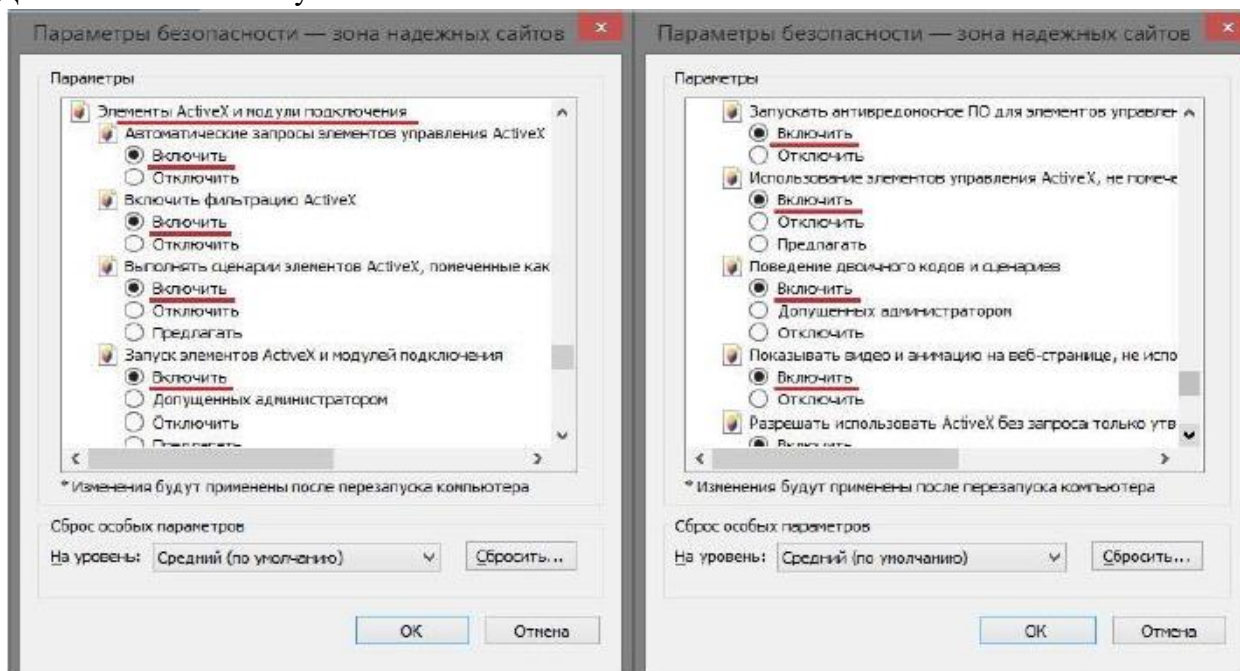 Параметры безопасности — зона надежных сайтов
Параметры
Элементы ActiveX и модули подключения
Автоматические запросы элементов управления ActiveX
Включить
Отключить
Включить фильтрацию ActiveX
Включить
Отключить
Выполнять сценарии элементов ActiveX, помеченные как
Включить
Отключить
Предлагать
Запуск элементов ActiveX и модулей подключения
Включить
Допущенных администратором
Отключить
Предлагать
* Изменения будут применены после перезапуска компьютера
Сброс особых параметров
На уровень: Средний (по умолчанию) Сбросить...
ОК Отмена
Параметры безопасности — зона надежных сайтов
Параметры
Запускать антивредоносное ПО для элементов управлен
Включить
Отключить
Использование элементов управления ActiveX, не помече
Включить
Отключить
Предлагать
Поведение двоичного кодов и сценариев
Включить
Допущенных администратором
Отключить
Показывать видео и анимацию на веб-странице, не испо
Включить
Отключить
Разрешать использовать ActiveX без запроса только утв
Включить
* Изменения будут применены после перезапуска компьютера
Сброс особых параметров
На уровень: Средний (по умолчанию) Сбросить...
ОК Отмена